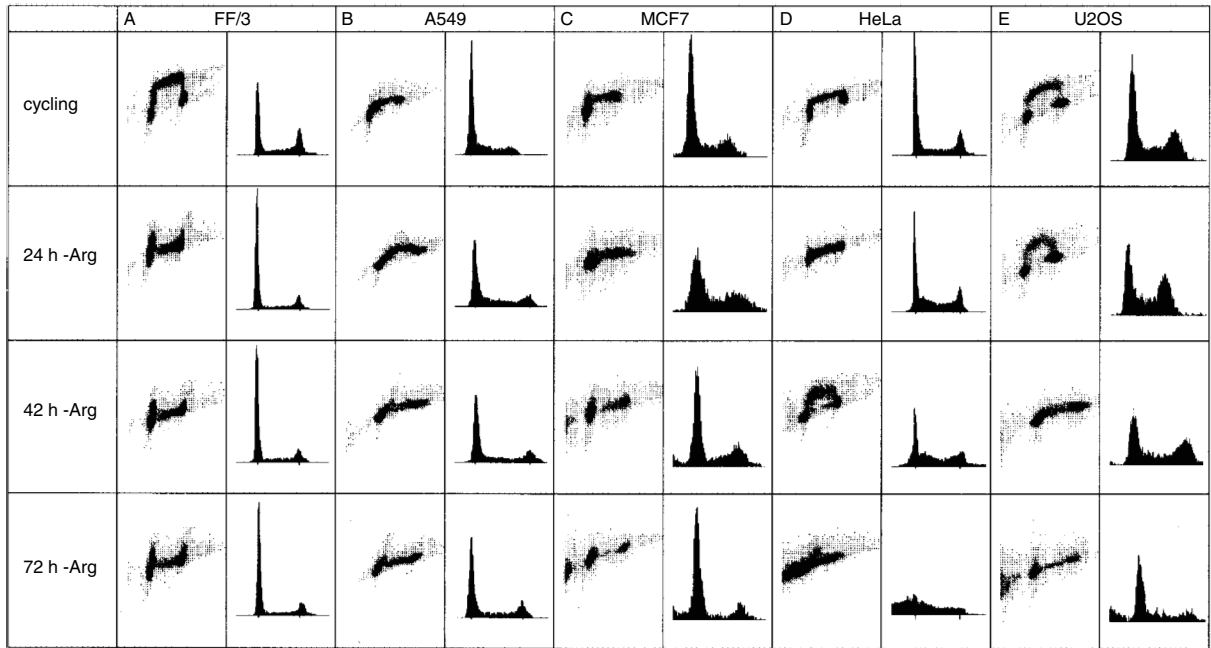 A FF/3 B A549 C MCF7 D HeLa E U2OS
cycling
24 h -Arg
42 h -Arg
72 h -Arg